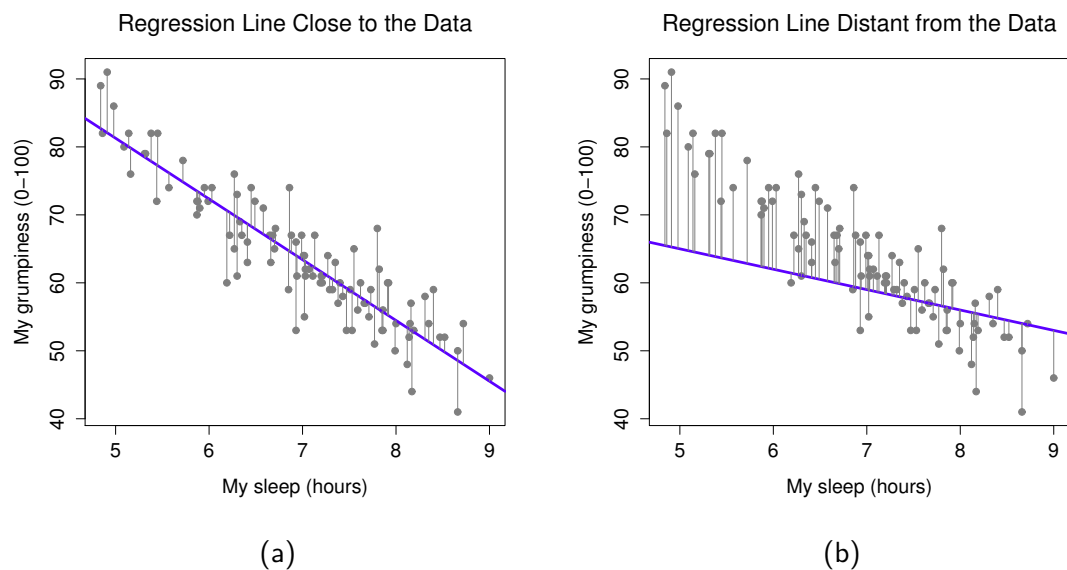 Regression Line Close to the Data
Regression Line Distant from the Data
My grumpiness (0−100)
90
80
70
60
50
40
5 6 7 8 9
My sleep (hours)
(a)
My grumpiness (0−100)
90
80
70
60
50
40
5 6 7 8 9
My sleep (hours)
(b)